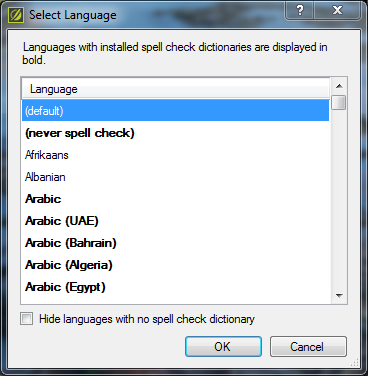 Select Language
Languages with installed spell check dictionaries are displayed in
bold.
Language
(default)
(never spell check)
Afrikaans
Albanian
Arabic
Arabic (UAE)
Arabic (Bahrain)
Arabic (Algeria)
Arabic (Egypt)
Hide languages with no spell check dictionary
OK
Cancel